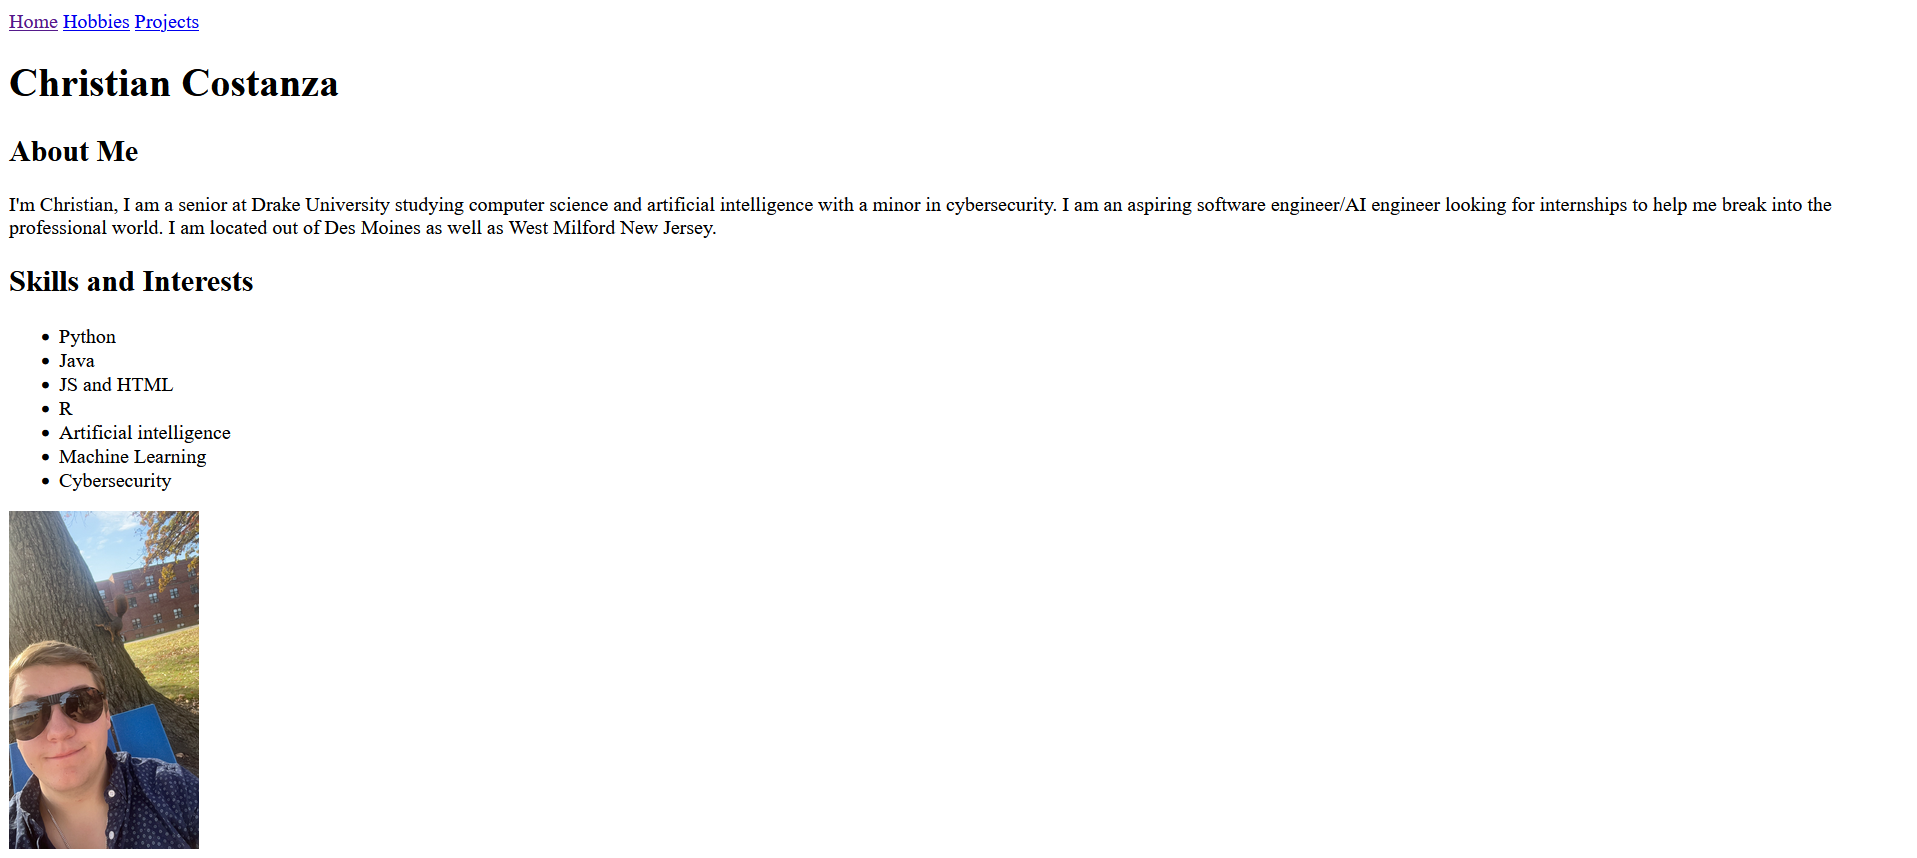 Home Hobbies Projects
Christian Costanza
About Me
I'm Christian, I am a senior at Drake University studying computer science and artificial intelligence with a minor in cybersecurity. I am an aspiring software engineer/AI engineer looking for internships to help me break into the
professional world. I am located out of Des Moines as well as West Milford New Jersey.
Skills and Interests
• Python
• Java
• JS and HTML
• R
• Artificial intelligence
• Machine Learning
• Cybersecurity